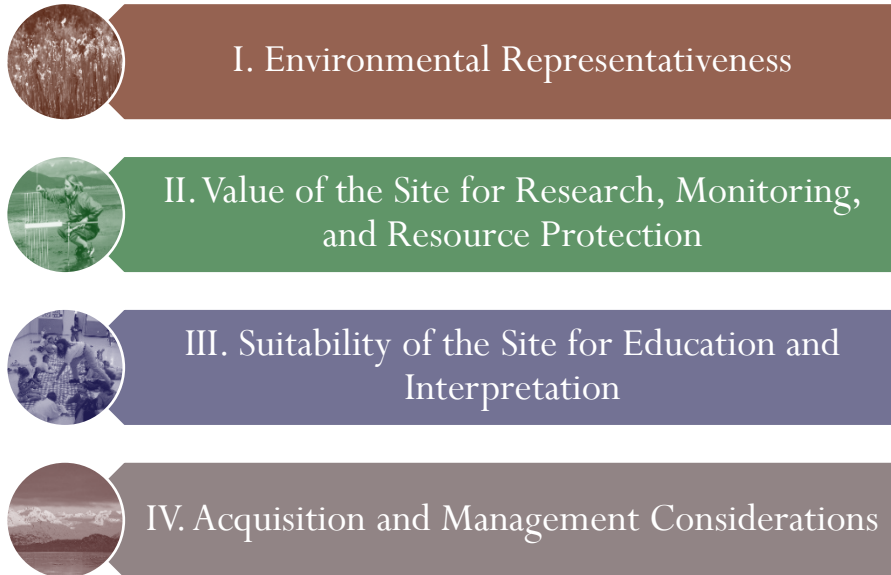 I. Environmental Representativeness
II. Value of the Site for Research, Monitoring,
and Resource Protection
III. Suitability of the Site for Education and
Interpretation
IV. Acquisition and Management Considerations